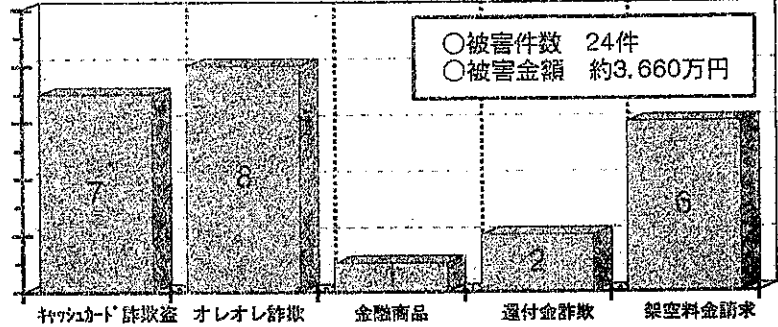 ○被害件数　24件
○被害金額　約3.660万円
7
8
1
2
6
ｷｬｯｼｭｶｰﾄﾞ詐欺盗
オレオレ詐欺
金融商品
還付金詐欺
架空料金請求